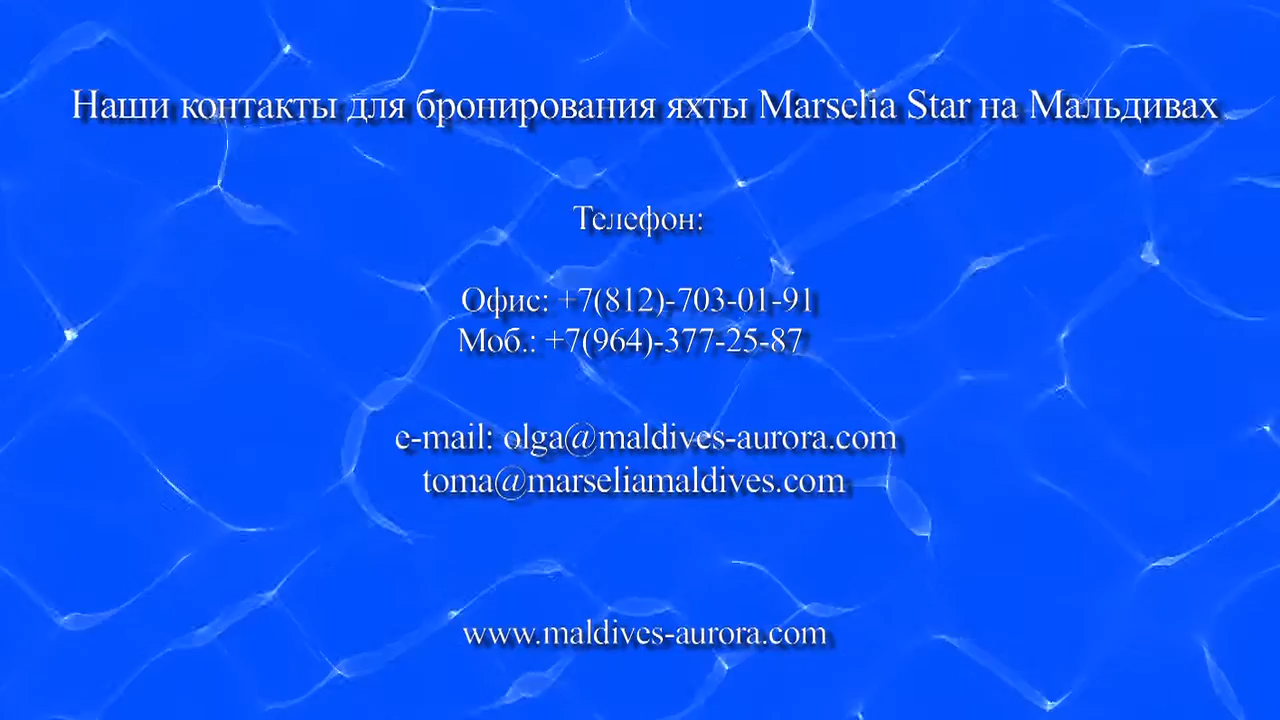 Наши контакты для бронирования яхты Marselia Star на Мальдивах
Телефон:
Офис: +7(812)-703-01-91
Моб.: +7(964)-377-25-87
e-mail: olga@maldives-aurora.com
toma@marseliamaldives.com
www.maldives-aurora.com